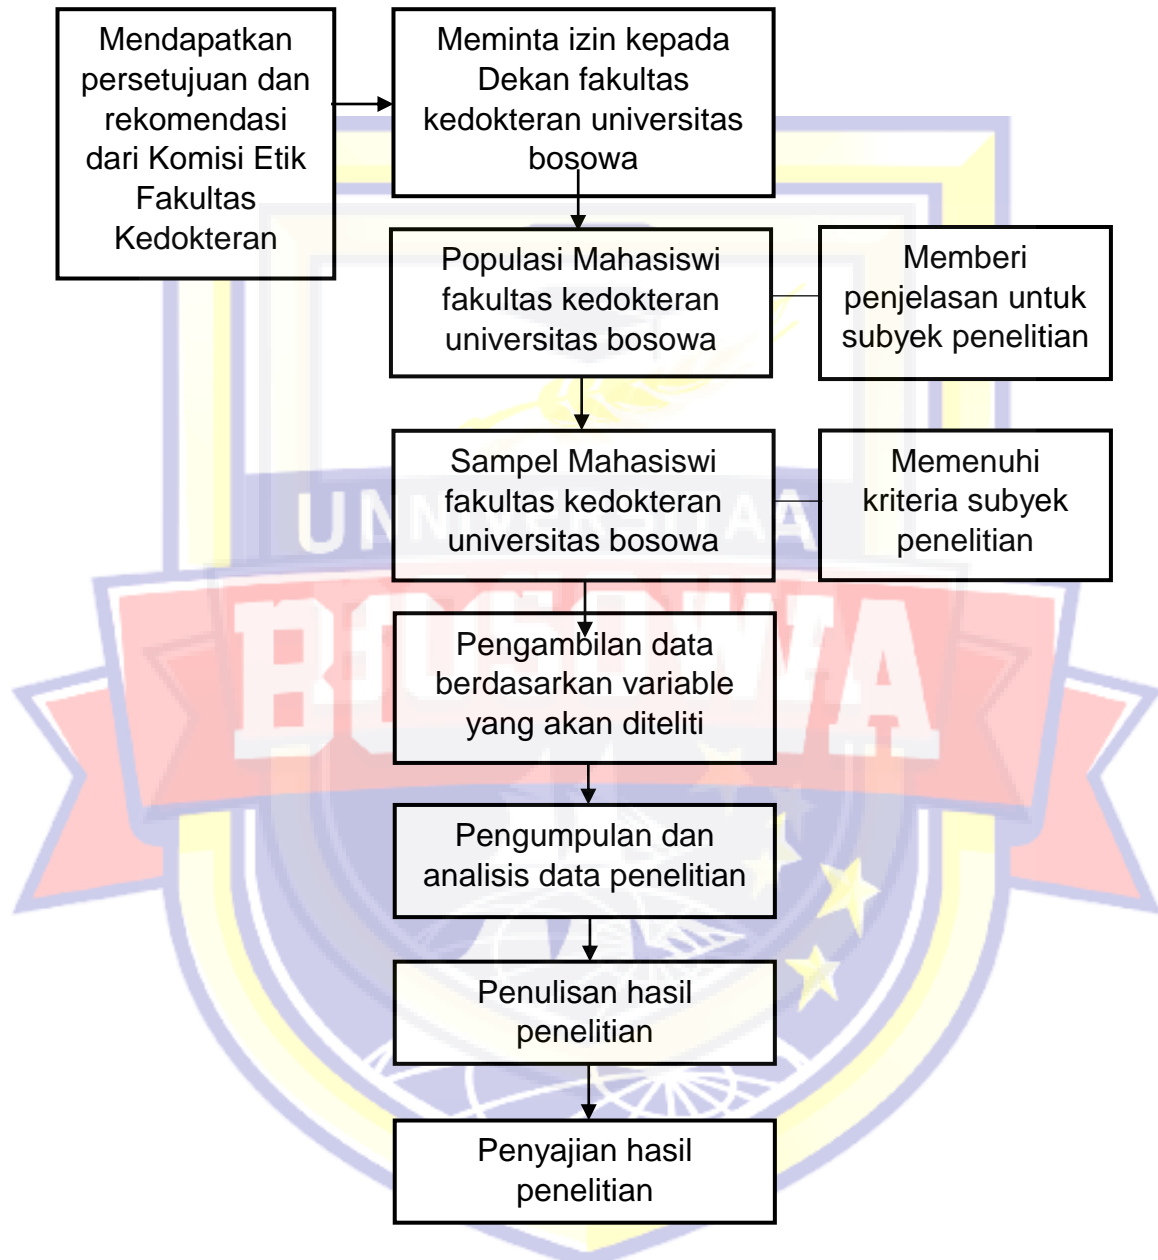 Mendapatkan
persetujuan dan
rekomendasi
dari Komisi Etik
Fakultas
Kedokteran
Meminta izin kepada
Dekan fakultas
kedokteran universitas
bosowa
Populasi Mahasiswi
fakultas kedokteran
universitas bosowa
Memberi
penjelasan untuk
subyek penelitian
Sampel Mahasiswi
fakultas kedokteran
universitas bosowa
Memenuhi
kriteria subyek
penelitian
Pengambilan data
berdasarkan variable
yang akan diteliti
Pengumpulan dan
analisis data penelitian
Penulisan hasil
penelitian
Penyajian hasil
penelitian
BOSOWA